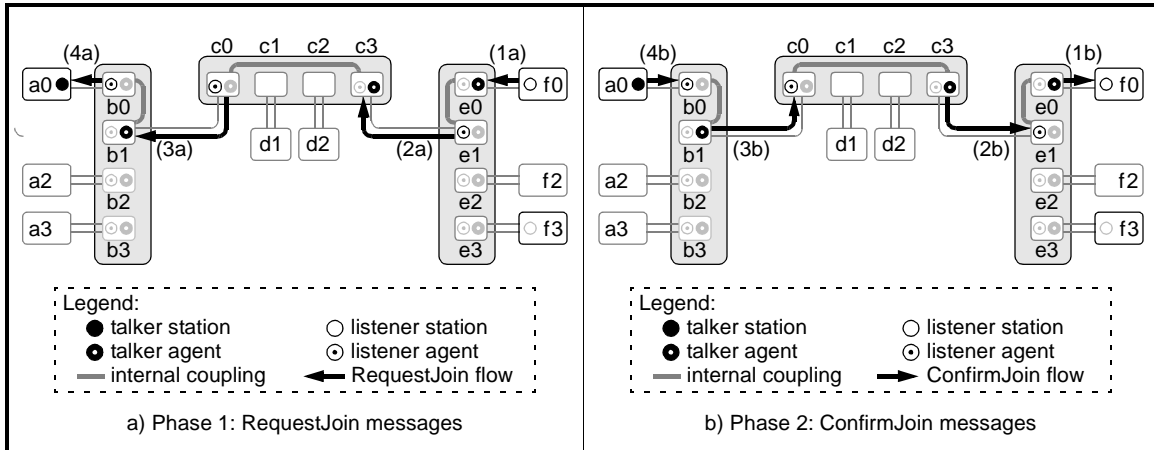 c0 c1 c2 c3
(4a) (1a)
a0 f0
b0 e0
b1 (3a) d1 d2 (2a) e1
a2 f2
b2 e2
a3 f3
b3 e3
Legend:
talker station listener station
talker agent listener agent
internal coupling RequestJoin flow
a) Phase 1: RequestJoin messages
c0 c1 c2 c3
(4b) (1b)
a0 f0
b0 e0
b1 (3b) d1 d2 (2b) e1
a2 f2
b2 e2
a3 f3
b3 e3
Legend:
talker station listener station
talker agent listener agent
internal coupling ConfirmJoin flow
b) Phase 2: ConfirmJoin messages